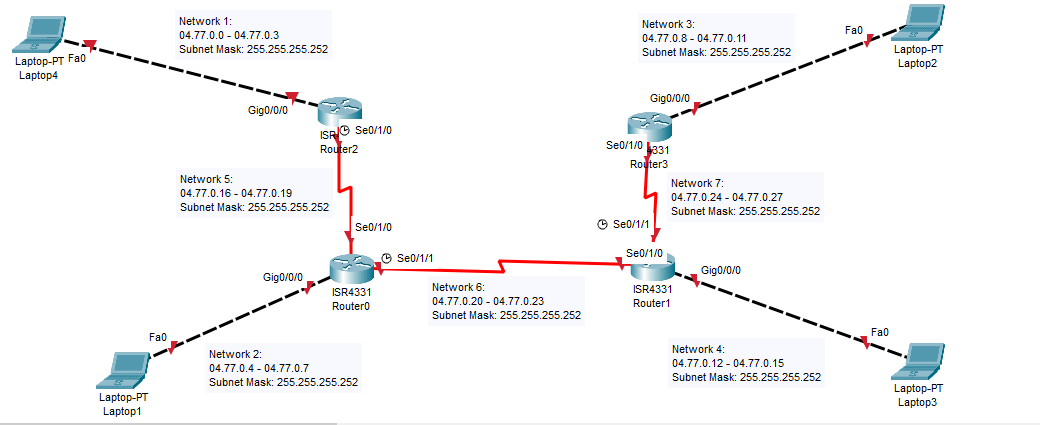 Network 1:
04.77.0.0 - 04.77.0.3
Subnet Mask: 255.255.255.252
Network 3:
04.77.0.8 - 04.77.0.11
Subnet Mask: 255.255.255.252
Fa0
Laptop-PT
Laptop4
Fa0
Laptop-PT
Laptop2
Gig0/0/0
Se0/1/0
Router2
Gig0/0/0
Se0/1/0
4331
Router3
Network 5:
04.77.0.16 - 04.77.0.19
Subnet Mask: 255.255.255.252
Network 7:
04.77.0.24 - 04.77.0.27
Subnet Mask: 255.255.255.252
Se0/1/0
Se0/1/1
Se0/1/1
Se0/1/0
Gig0/0/0
ISR4331
Router0
Gig0/0/0
ISR4331
Router1
Network 6:
04.77.0.20 - 04.77.0.23
Subnet Mask: 255.255.255.252
Fa0
Laptop-PT
Laptop1
Network 2:
04.77.0.4 - 04.77.0.7
Subnet Mask: 255.255.255.252
Network 4:
04.77.0.12 - 04.77.0.15
Subnet Mask: 255.255.255.252
Fa0
Laptop-PT
Laptop3